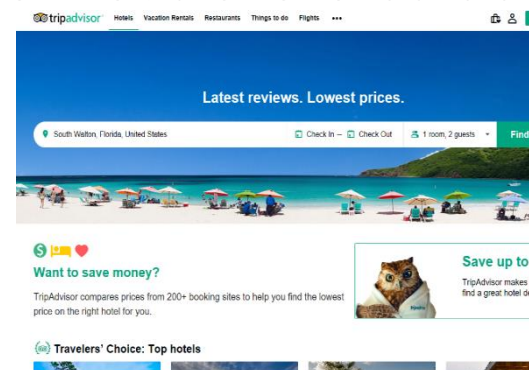 tripadvisor Hotels Vacation Rentals Restaurants Things to do Flights
Latest reviews. Lowest prices.
South Walton, Florida, United States Check In — Check Out 1 room, 2 guests Find
Want to save money?
TripAdvisor compares prices from 200+ booking sites to help you find the lowest
price on the right hotel for you.
Save up to
TripAdvisor makes
find a great hotel de
Travelers' Choice: Top hotels